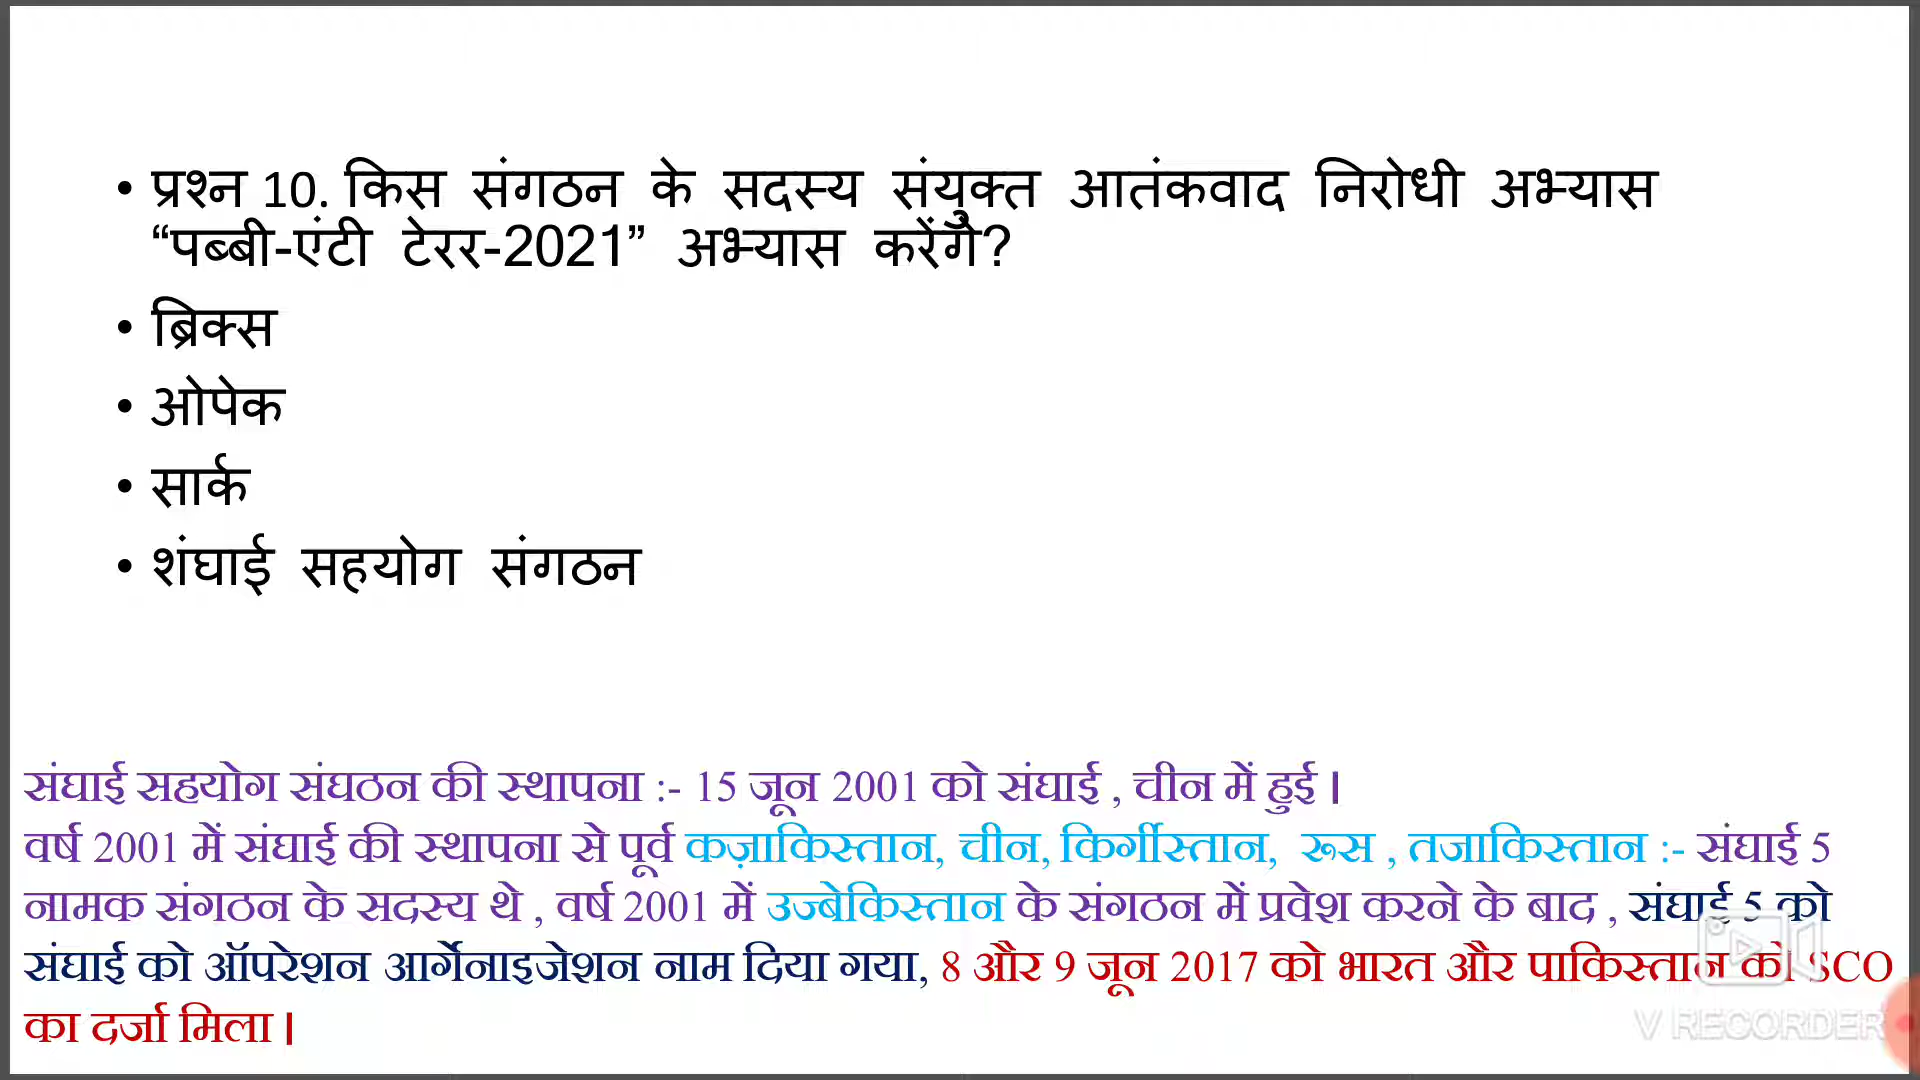 • प्रश्न 10. किस संगठन के सदस्य संयुक्त आतंकवाद निरोधी अभ्यास
“पब्बी-एंटी टेरर-2021” अभ्यास करेंगे?
• ब्रिक्स
• ओपेक
• सार्क
• शंघाई सहयोग संगठन
संघाई सहयोग संघठन की स्थापना :- 15 जून 2001 को संघाई , चीन में हुई।
वर्ष 2001 में संघाई की स्थापना से पूर्व कज़ाकिस्तान, चीन, किर्गीस्तान, रूस , तजाकिस्तान :- संघाई 5
नामक संगठन के सदस्य थे , वर्ष 2001 में उज्बेकिस्तान के संगठन में प्रवेश करने के बाद , संघाई 5 को
संघाई को ऑपरेशन आर्गेनाइजेशन नाम दिया गया, 8 और 9 जून 2017 को भारत और पाकिस्तान को SCO
का दर्जा मिला।
V RECORDER